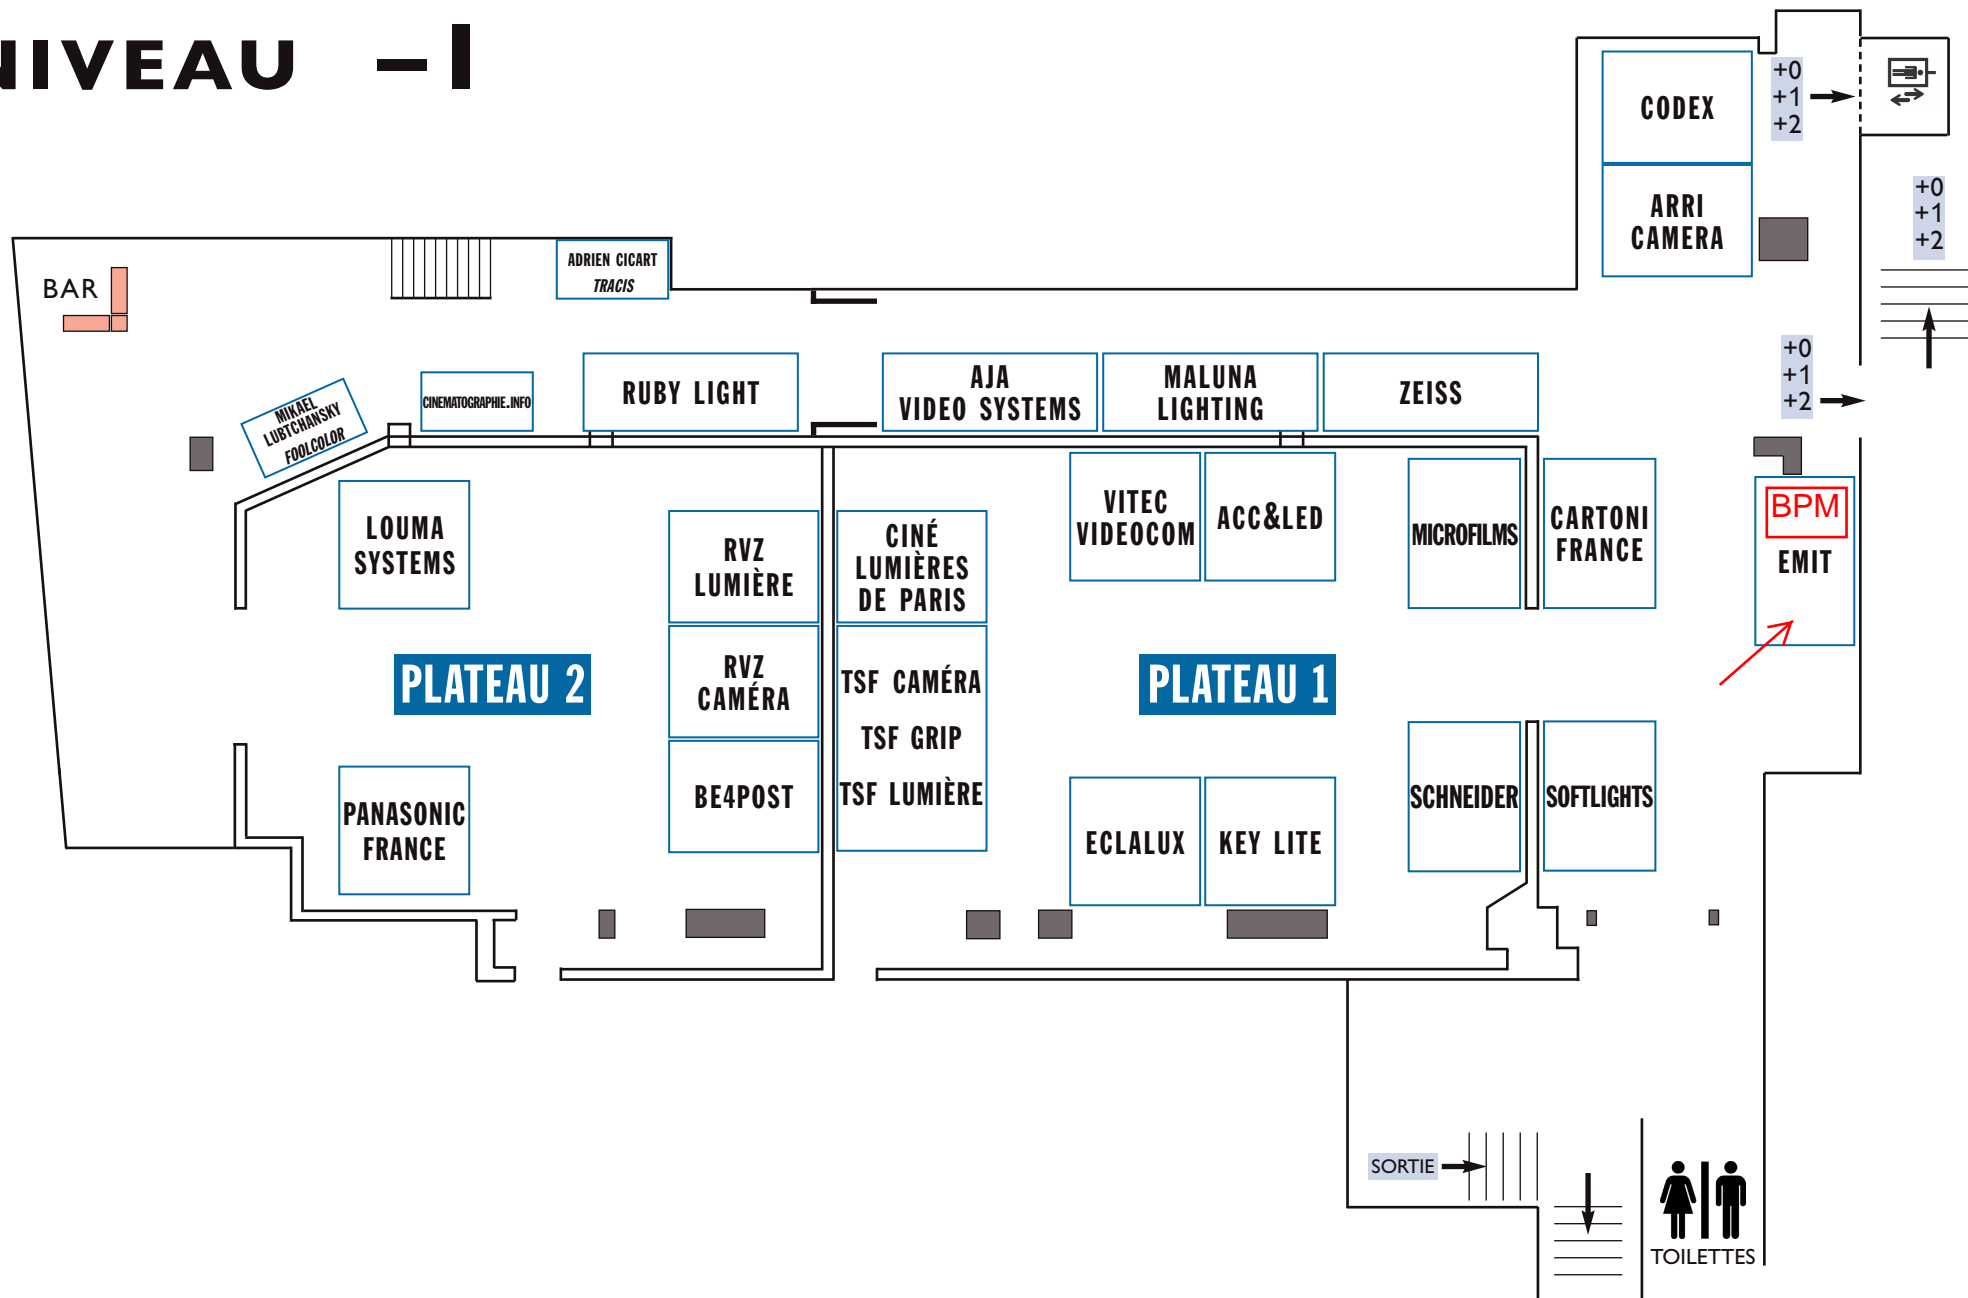 NIVEAU -1
CODEX
+0
+1
+2
ARRI
CAMERA
+0
+1
+2
ADRIEN CICART
TRACIS
BAR
+0
+1
+2
MIKAEL
LUBTCHANSKY
FOOLCOLOR
CINEMATOGRAPHIE.INFO
RUBY LIGHT
AJA
VIDEO SYSTEMS
MALUNA
LIGHTING
ZEISS
LOUMA
SYSTEMS
RVZ
LUMIÈRE
CINÉ
LUMIÈRES
DE PARIS
VITEC
VIDEOCOM
ACC&LED
MICROFILMS
CARTONI
FRANCE
BPM
EMIT
PLATEAU 2
RVZ
CAMÉRA
TSF CAMÉRA
TSF GRIP
TSF LUMIÈRE
PLATEAU 1
PANASONIC
FRANCE
BE4POST
ECLALUX
KEY LITE
SCHNEIDER
SOFTLIGHTS
SORTIE
TOILETTES